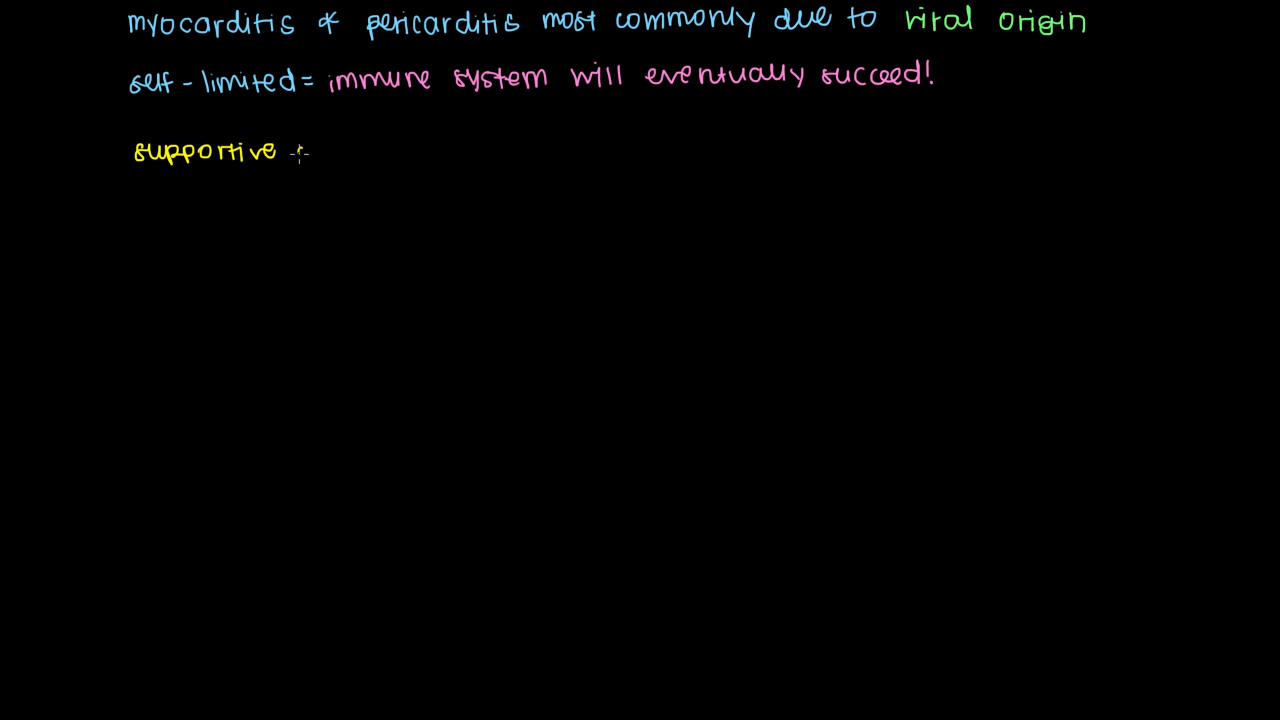 myocarditis & pericarditis most commonly due to viral origin
self-limited = immune system will eventually succeed!
supportive